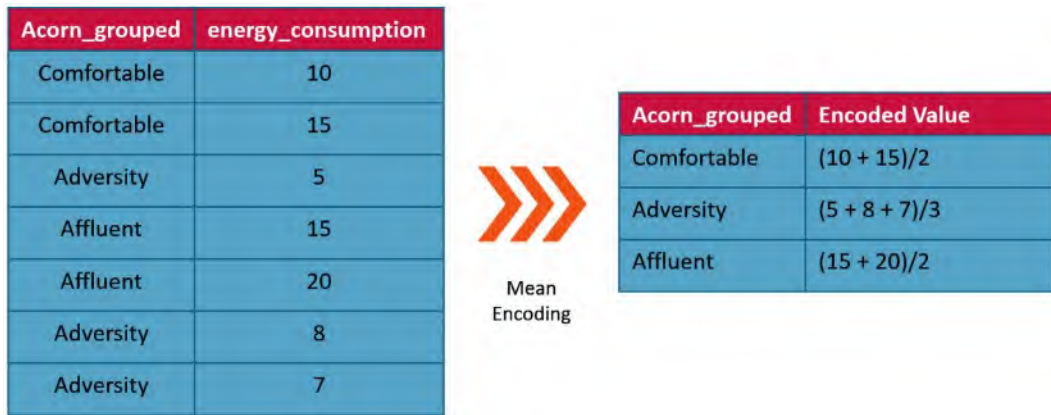 Acorn_grouped energy_consumption
Comfortable 10
Comfortable 15
Adversity 5
Affluent 15
Affluent 20
Adversity 8
Adversity 7
Mean
Encoding
Acorn_grouped Encoded Value
Comfortable (10 + 15)/2
Adversity (5 + 8 + 7)/3
Affluent (15 + 20)/2